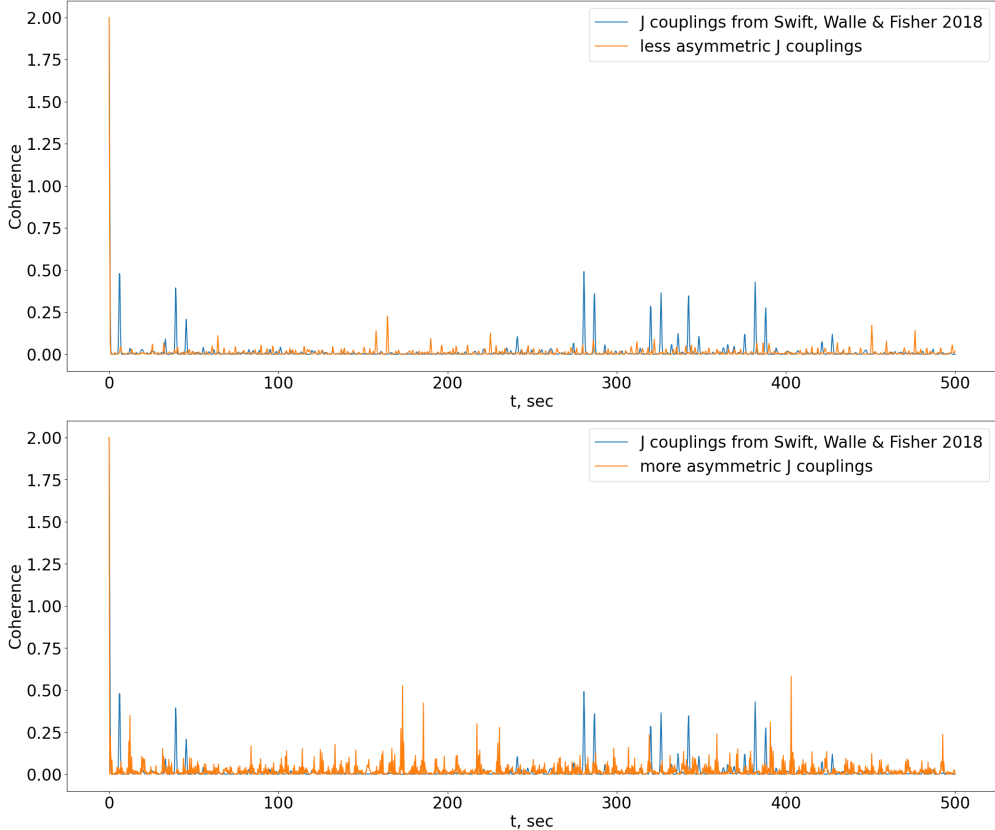 2.00
1.75
1.50
1.25
1.00
0.75
0.50
0.25
0.00
Coherence
J couplings from Swift, Walle & Fisher 2018
less asymmetric J couplings
0 100 200 300 400 500
t, sec
2.00
1.75
1.50
1.25
1.00
0.75
0.50
0.25
0.00
Coherence
J couplings from Swift, Walle & Fisher 2018
more asymmetric J couplings
0 100 200 300 400 500
t, sec